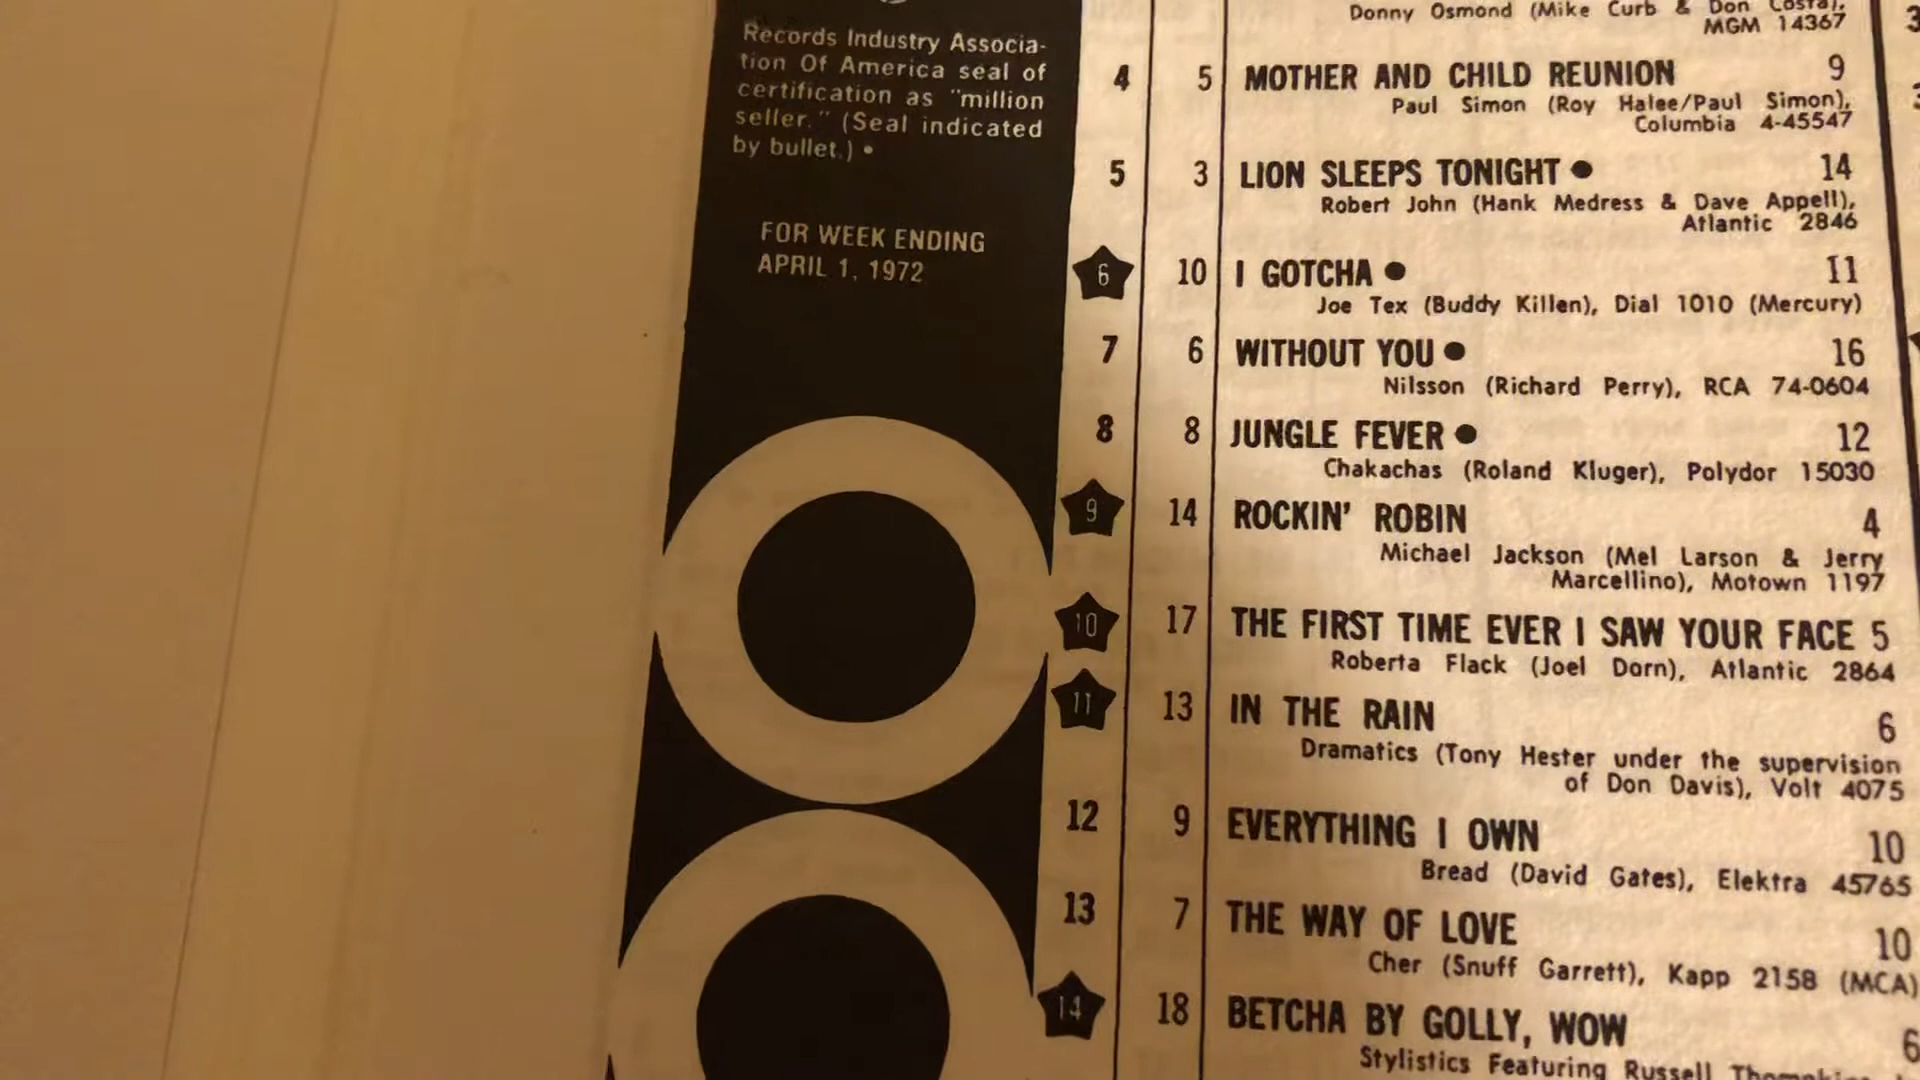 Records Industry Associa-
tion Of America seal of
certification as "million
seller." (Seal indicated
by bullet.) •
FOR WEEK ENDING
APRIL 1, 1972
Donny Osmond (Mike Curb & Don Costa),
MGM 14367
4 5 MOTHER AND CHILD REUNION 9
Paul Simon (Roy Halee/Paul Simon),
Columbia 4-45547
5 3 LION SLEEPS TONIGHT ● 14
Robert John (Hank Medress & Dave Appell),
Atlantic 2846
6 10 I GOTCHA ● 11
Joe Tex (Buddy Killen), Dial 1010 (Mercury)
7 6 WITHOUT YOU ● 16
Nilsson (Richard Perry), RCA 74-0604
8 8 JUNGLE FEVER ● 12
Chakachas (Roland Kluger), Polydor 15030
9 14 ROCKIN' ROBIN 4
Michael Jackson (Mel Larson & Jerry
Marcellino), Motown 1197
10 17 THE FIRST TIME EVER I SAW YOUR FACE 5
Roberta Flack (Joel Dorn), Atlantic 2864
11 13 IN THE RAIN 6
Dramatics (Tony Hester under the supervision
of Don Davis), Volt 4075
12 9 EVERYTHING I OWN 10
Bread (David Gates), Elektra 45765
13 7 THE WAY OF LOVE 10
Cher (Snuff Garrett), Kapp 2158 (MCA)
14 18 BETCHA BY GOLLY, WOW 6
Stylistics Featuring Russell